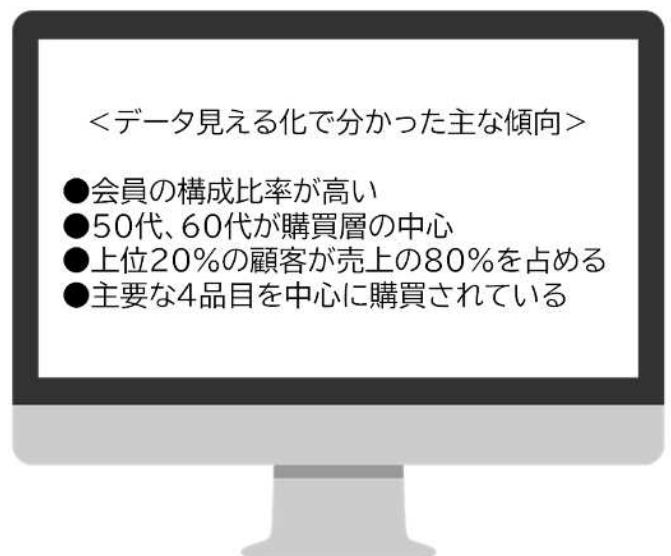 ＜データ見える化で分かった主な傾向＞
●会員の構成比率が高い
●50代、60代が購買層の中心
●上位20%の顧客が売上の80%を占める
●主要な4品目を中心に購買されている